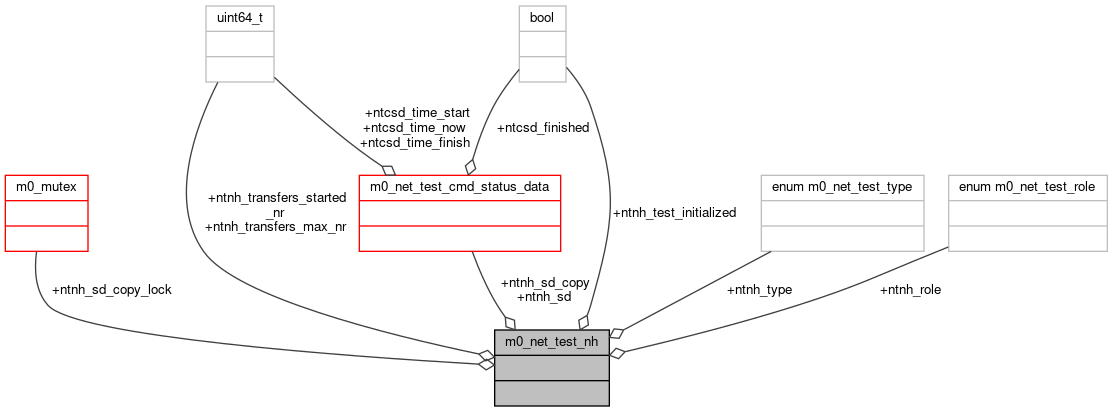 uint64_t
bool
+ntcsd_time_start
+ntcsd_time_now
+ntcsd_time_finish
+ntcsd_finished
m0_mutex
m0_net_test_cmd_status_data
enum m0_net_test_type
enum m0_net_test_role
+ntnh_transfers_started
_nr
+ntnh_transfers_max_nr
+ntnh_test_initialized
+ntnh_sd_copy_lock
+ntnh_sd_copy
+ntnh_sd
+ntnh_type
+ntnh_role
m0_net_test_nh